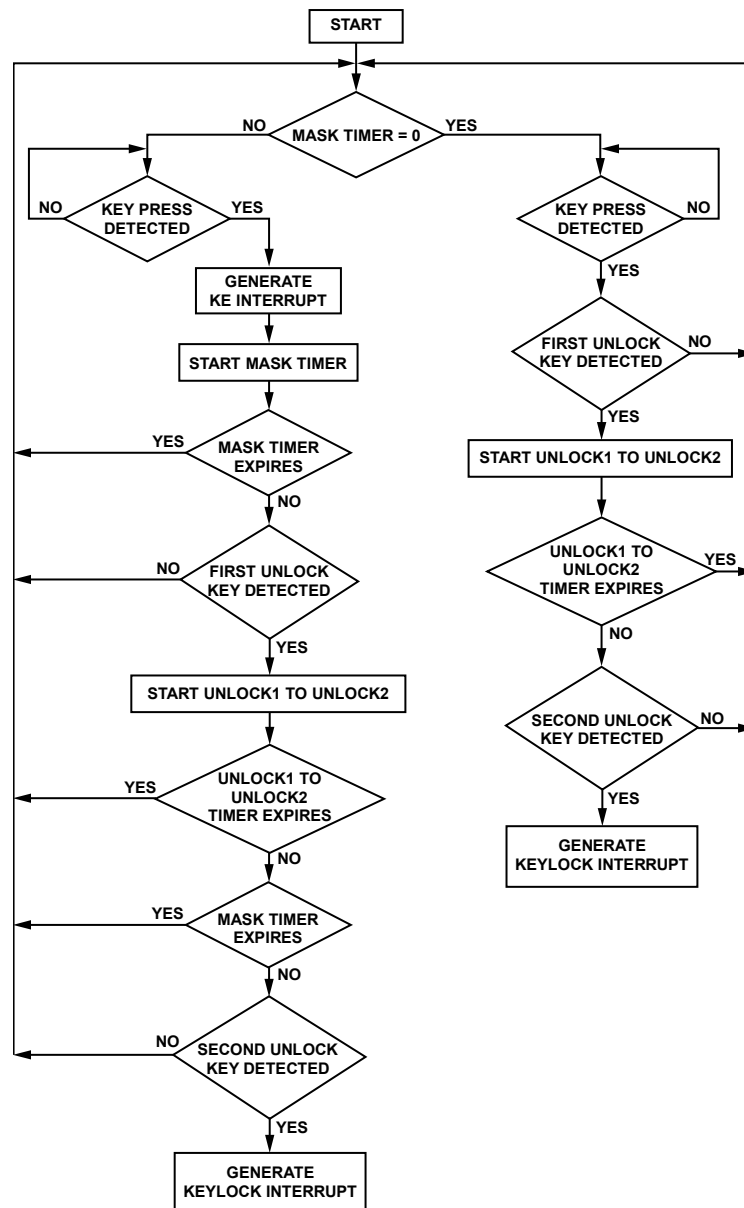 START
MASK TIMER = 0
NO
YES
NO
KEY PRESS
DETECTED
YES
GENERATE
KE INTERRUPT
START MASK TIMER
YES
MASK TIMER
EXPIRES
NO
NO
FIRST UNLOCK
KEY DETECTED
YES
START UNLOCK1 TO UNLOCK2
YES
UNLOCK1 TO
UNLOCK2
TIMER EXPIRES
NO
YES
MASK TIMER
EXPIRES
NO
NO
SECOND UNLOCK
KEY DETECTED
YES
GENERATE
KEYLOCK INTERRUPT
KEY PRESS
DETECTED
NO
YES
FIRST UNLOCK
KEY DETECTED
NO
YES
START UNLOCK1 TO UNLOCK2
UNLOCK1 TO
UNLOCK2
TIMER EXPIRES
YES
NO
SECOND UNLOCK
KEY DETECTED
NO
YES
GENERATE
KEYLOCK INTERRUPT